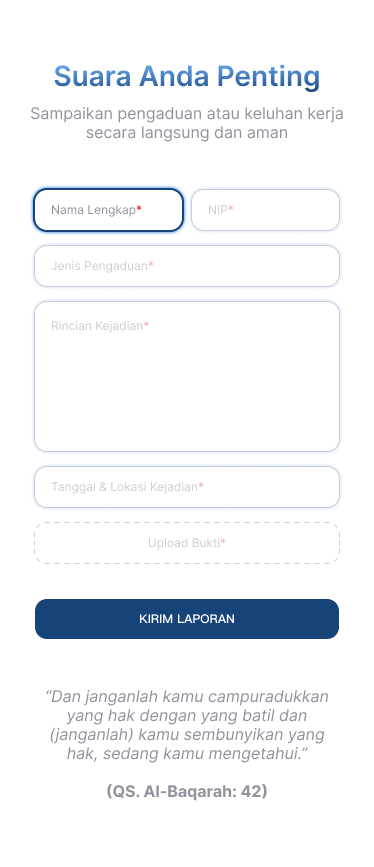 Suara Anda Penting
Sampaikan pengaduan atau keluhan kerja
secara langsung dan aman
Nama Lengkap*
NIP*
Jenis Pengaduan*
Rincian Kejadian*
Tanggal & Lokasi Kejadian*
Upload Bukti*
KIRIM LAPORAN
“Dan janganlah kamu campuradukkan
yang hak dengan yang batil dan
(janganlah) kamu sembunyikan yang
hak, sedang kamu mengetahui.”
(QS. Al-Baqarah: 42)